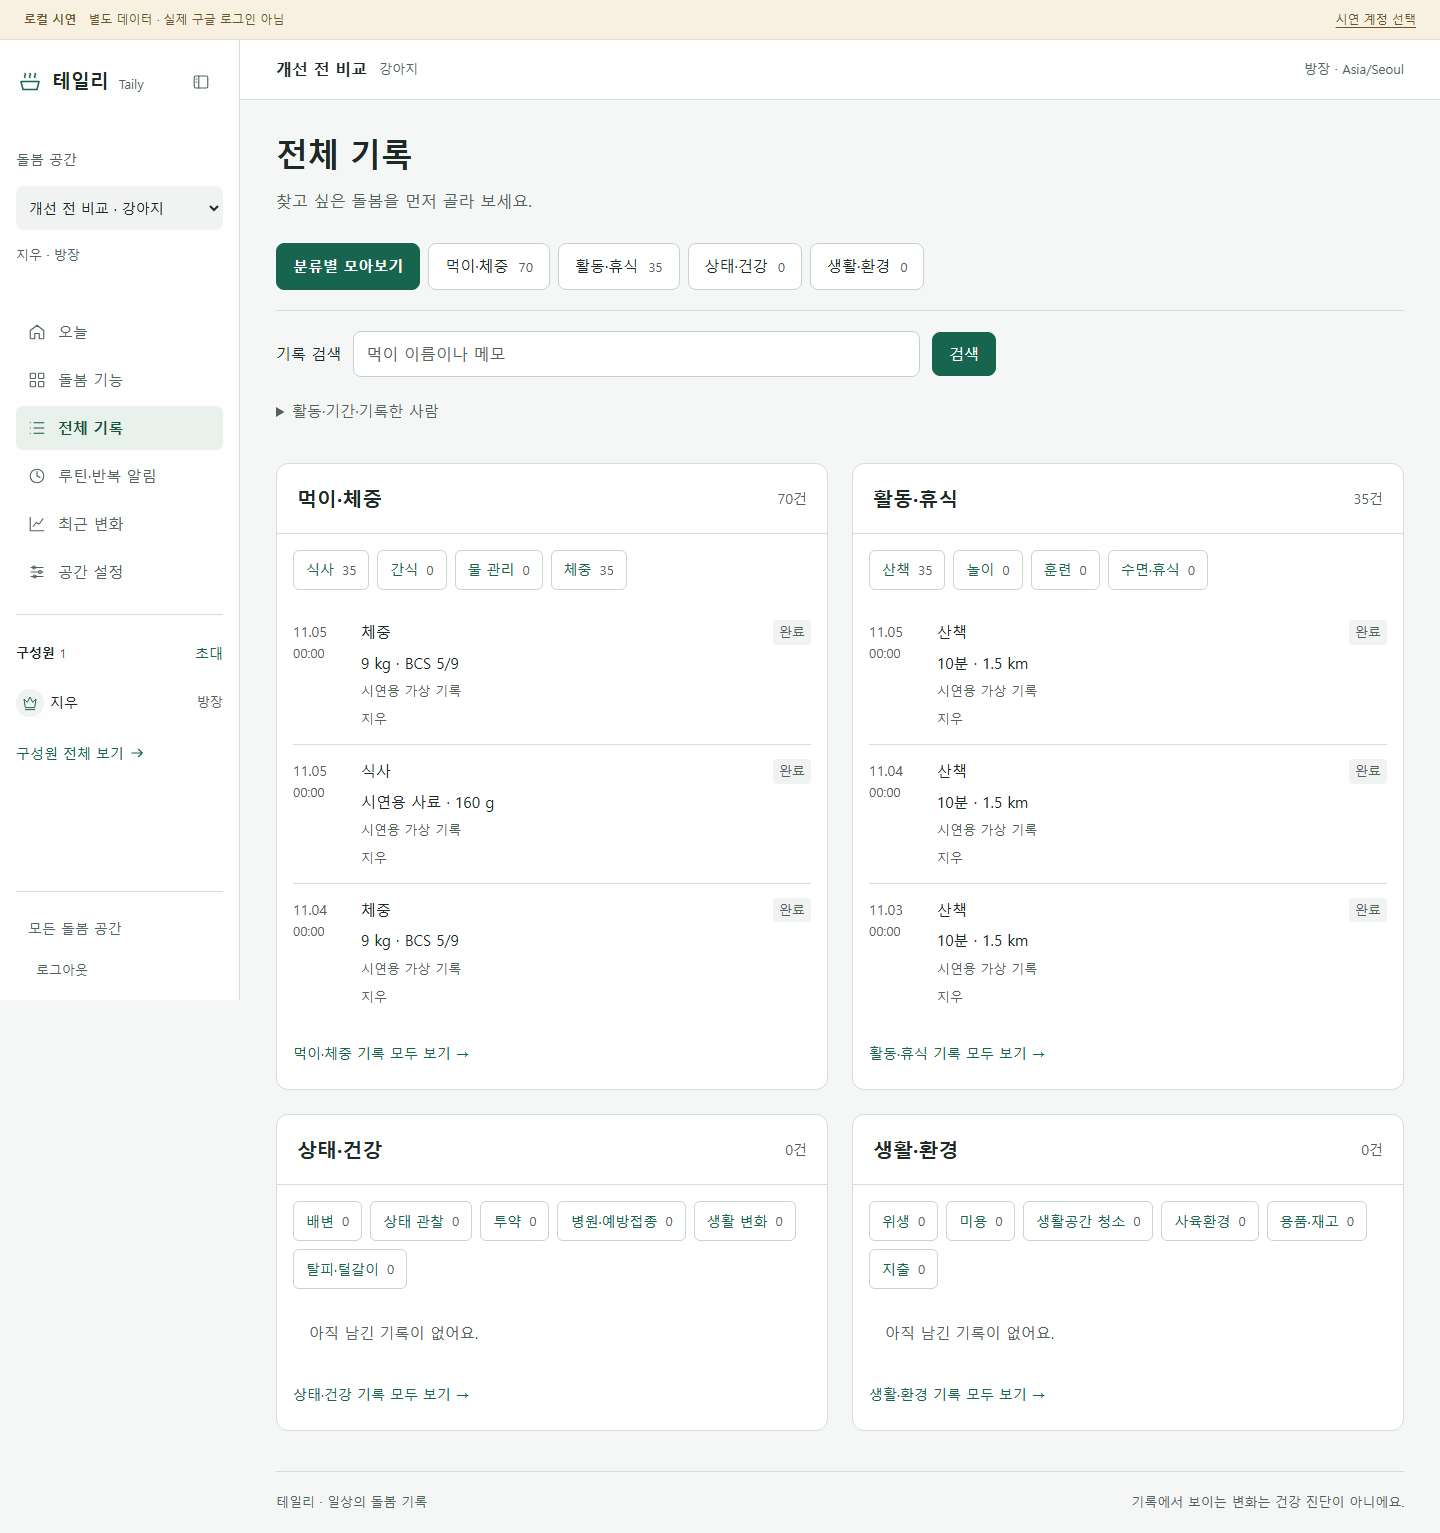 로컬 시연 별도 데이터 · 실제 구글 로그인 아님 시연 계정 선택
테일리 Taily
돌봄 공간
개선 전 비교 · 강아지
지우 · 방장
오늘
돌봄 기능
전체 기록
루틴·반복 알림
최근 변화
공간 설정
구성원 1 초대
지우 방장
구성원 전체 보기 →
모든 돌봄 공간
로그아웃
개선 전 비교 강아지 방장 · Asia/Seoul
전체 기록
찾고 싶은 돌봄을 먼저 골라 보세요.
분류별 모아보기 먹이·체중 70 활동·휴식 35 상태·건강 0 생활·환경 0
기록 검색 먹이 이름이나 메모 검색
▶ 활동·기간·기록한 사람
먹이·체중 70건
식사 35 간식 0 물 관리 0 체중 35
11.05 체중 완료
00:00
9 kg · BCS 5/9
시연용 가상 기록
지우
11.05 식사 완료
00:00
시연용 사료 · 160 g
시연용 가상 기록
지우
11.04 체중 완료
00:00
9 kg · BCS 5/9
시연용 가상 기록
지우
먹이·체중 기록 모두 보기 →
활동·휴식 35건
산책 35 놀이 0 훈련 0 수면·휴식 0
11.05 산책 완료
00:00
10분 · 1.5 km
시연용 가상 기록
지우
11.04 산책 완료
00:00
10분 · 1.5 km
시연용 가상 기록
지우
11.03 산책 완료
00:00
10분 · 1.5 km
시연용 가상 기록
지우
활동·휴식 기록 모두 보기 →
상태·건강 0건
배변 0 상태 관찰 0 투약 0 병원·예방접종 0 생활 변화 0
탈피·털갈이 0
아직 남긴 기록이 없어요.
상태·건강 기록 모두 보기 →
생활·환경 0건
위생 0 미용 0 생활공간 청소 0 사육환경 0 용품·재고 0
지출 0
아직 남긴 기록이 없어요.
생활·환경 기록 모두 보기 →
테일리 · 일상의 돌봄 기록 기록에서 보이는 변화는 건강 진단이 아니에요.